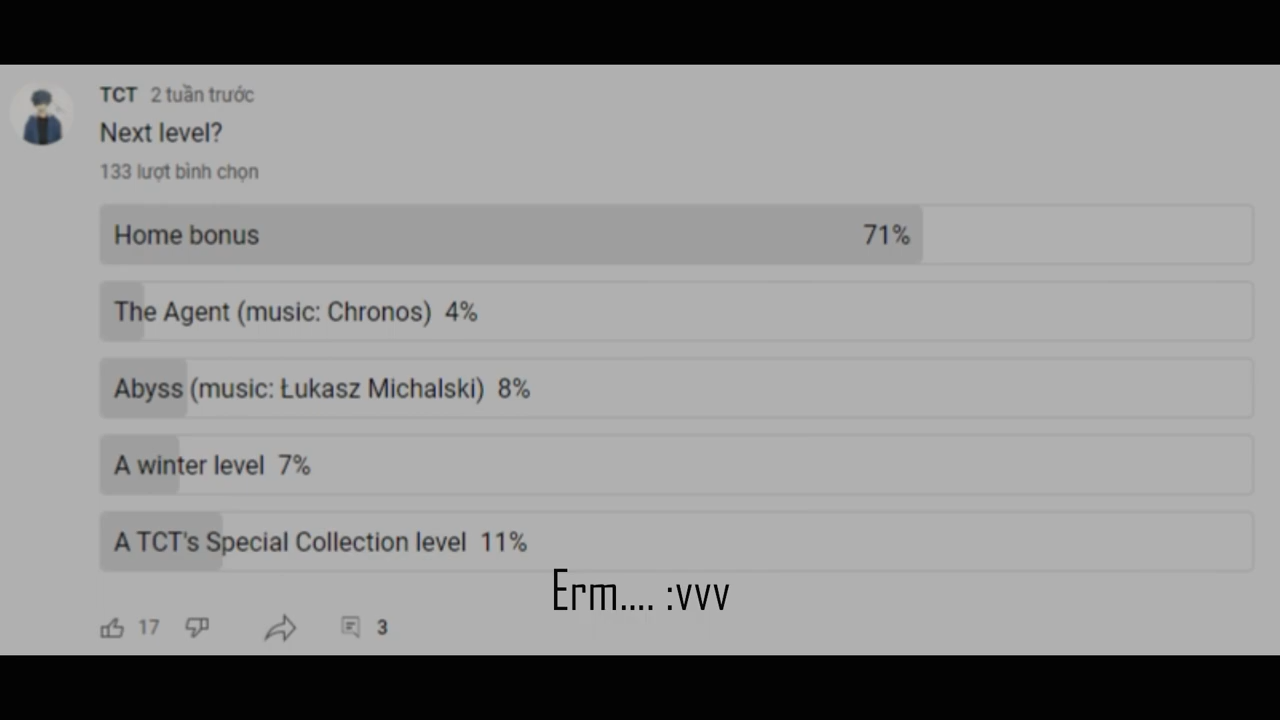 TCT 2 tuần trước
Next level?
133 lượt bình chọn
Home bonus 71%
The Agent (music: Chronos) 4%
Abyss (music: Łukasz Michalski) 8%
A winter level 7%
A TCT's Special Collection level 11%
Erm.... :vvv
17 3